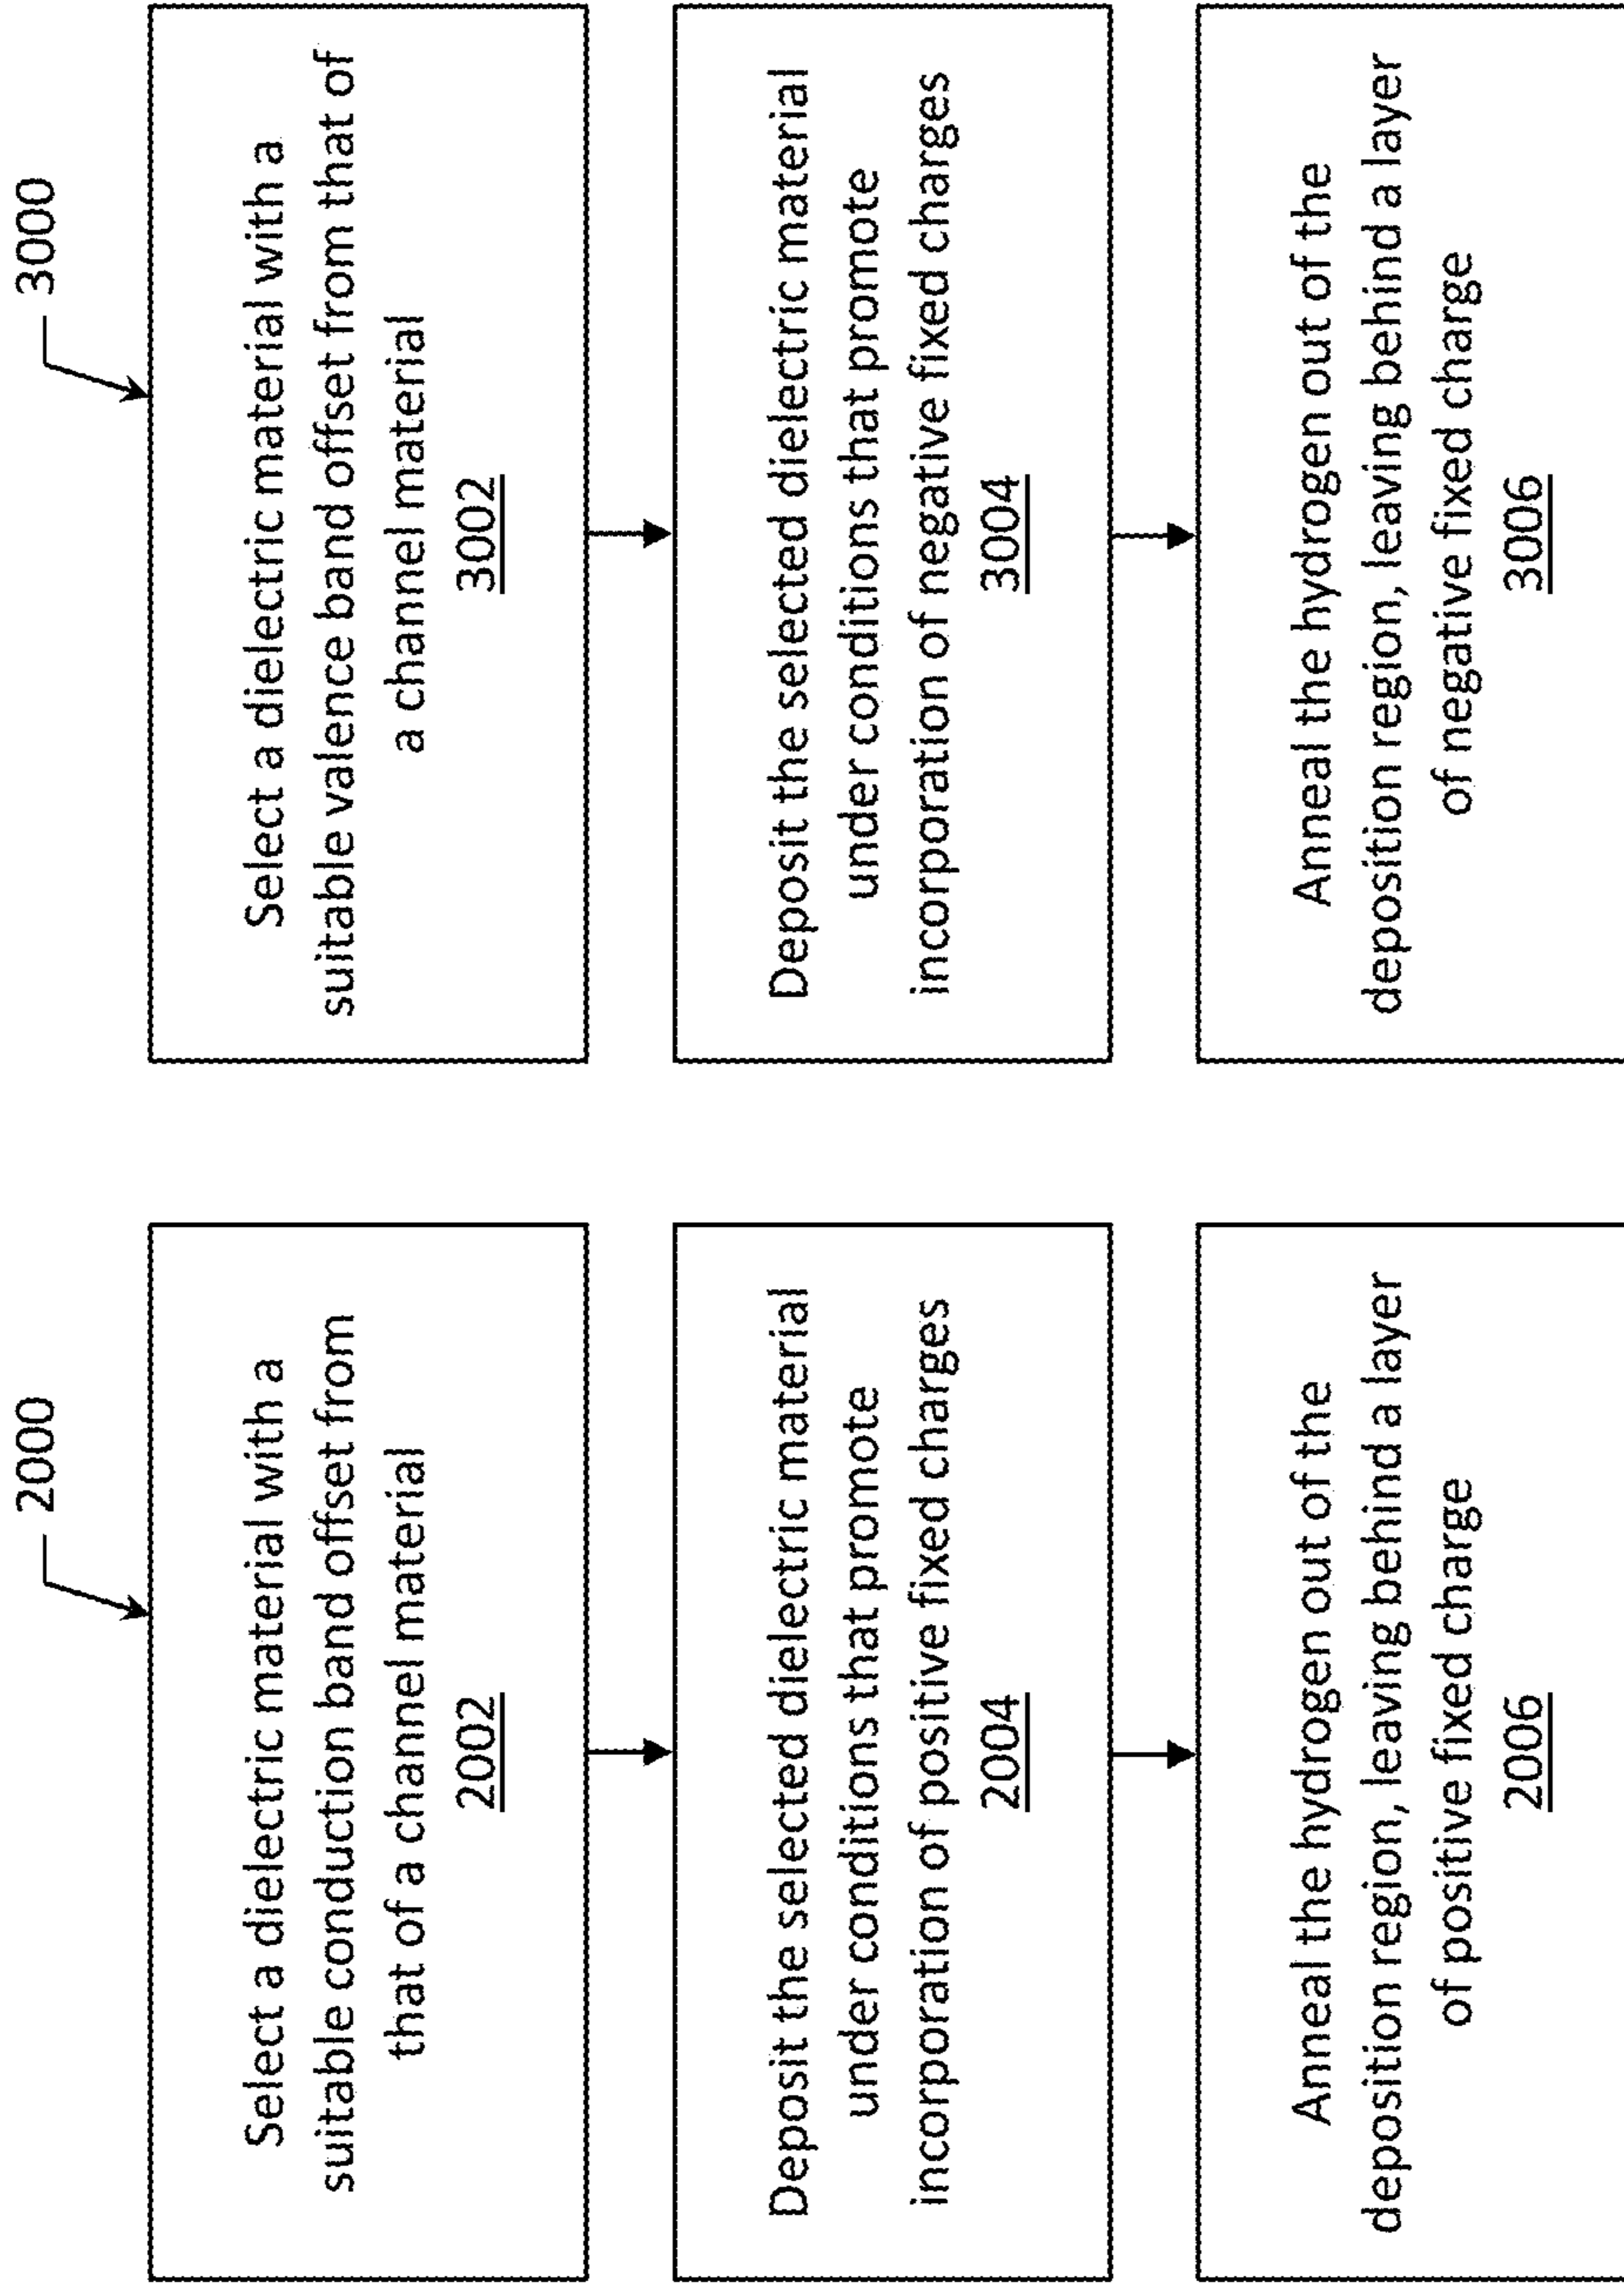 2000
Select a dielectric material with a
suitable conduction band offset from
that of a channel material
2002
Deposit the selected dielectric material
under conditions that promote
incorporation of positive fixed charges
2004
Anneal the hydrogen out of the
deposition region, leaving behind a layer
of positive fixed charge
2006
3000
Select a dielectric material with a
suitable valence band offset from that of
a channel material
3002
Deposit the selected dielectric material
under conditions that promote
incorporation of negative fixed charges
3004
Anneal the hydrogen out of the
deposition region, leaving behind a layer
of negative fixed charge
3006